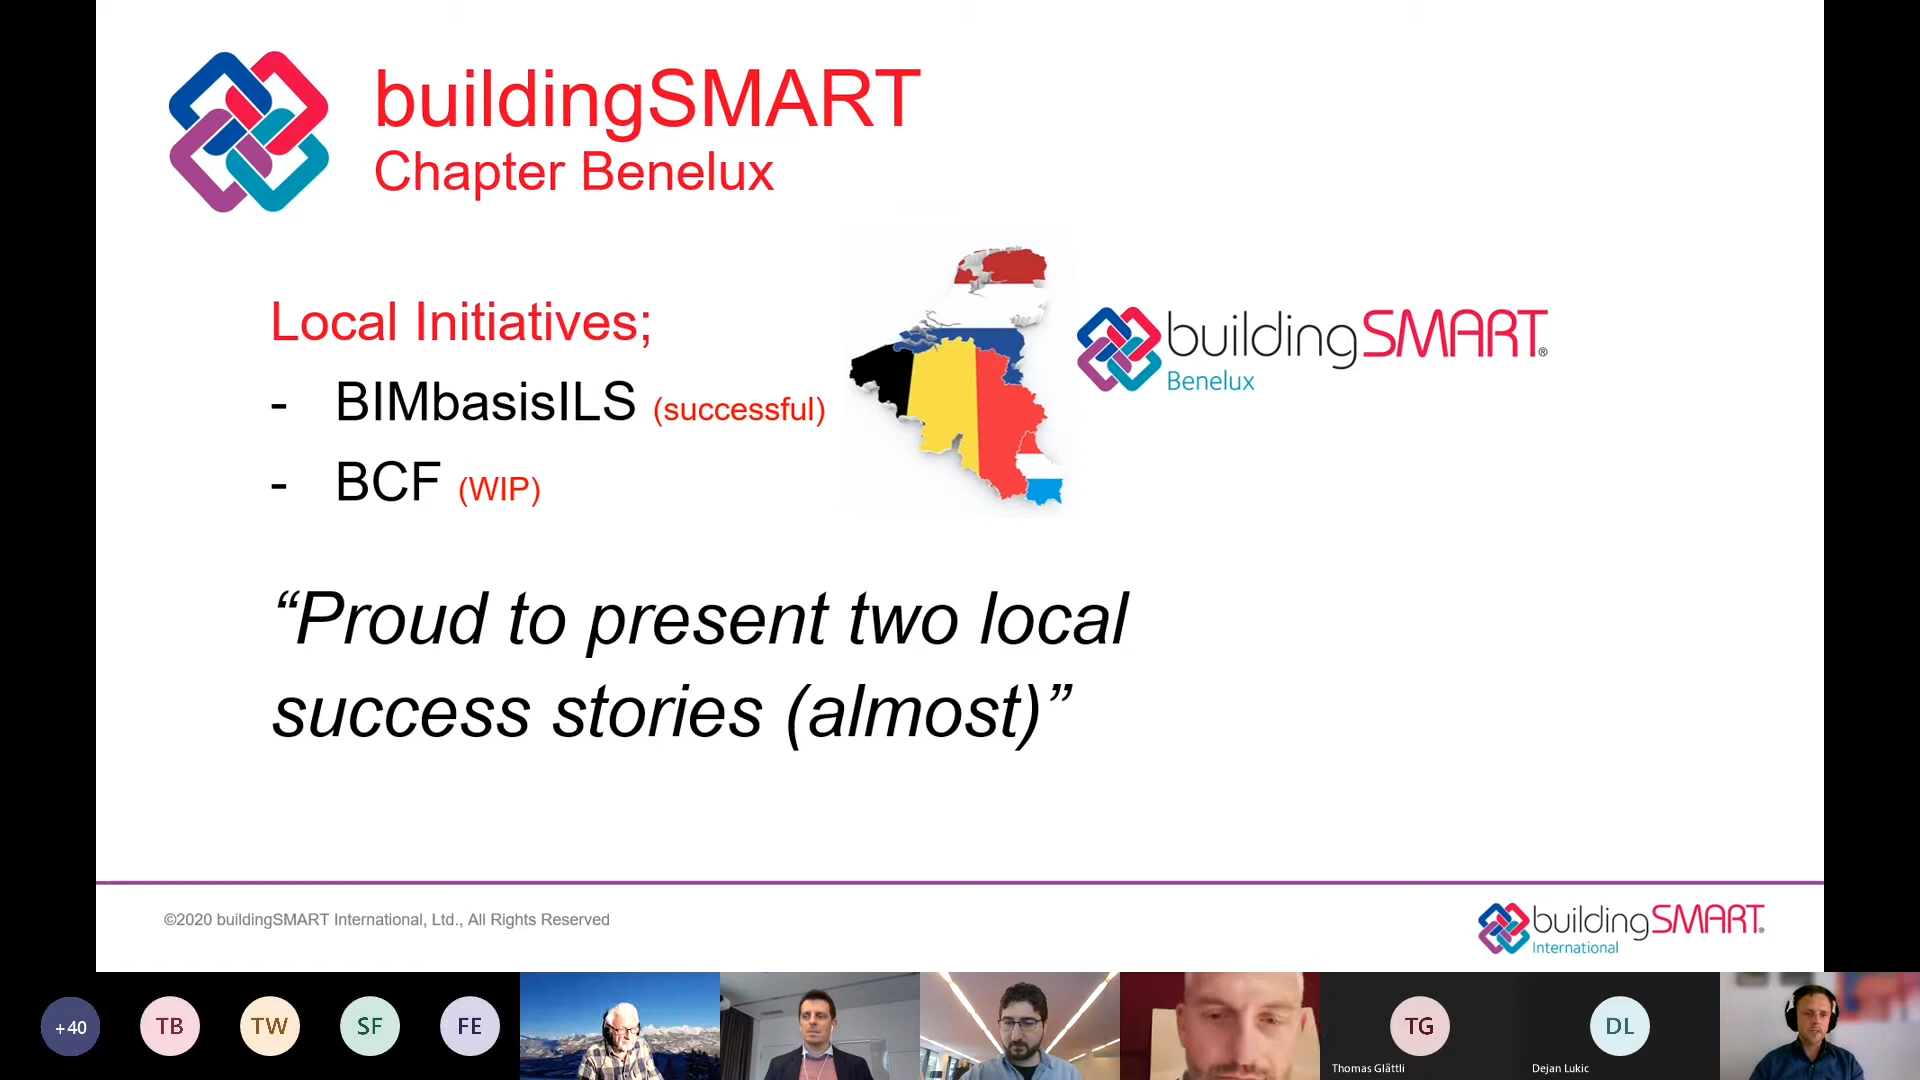 buildingSMART
Chapter Benelux
Local Initiatives;
- BIMbasisILS (successful)
- BCF (WIP)
buildingSMART®
Benelux
“Proud to present two local
success stories (almost)”
©2020 buildingSMART International, Ltd., All Rights Reserved
buildingSMART®
International
+40
TB
TW
SF
FE
TG
Thomas Glättli
DL
Dejan Lukic